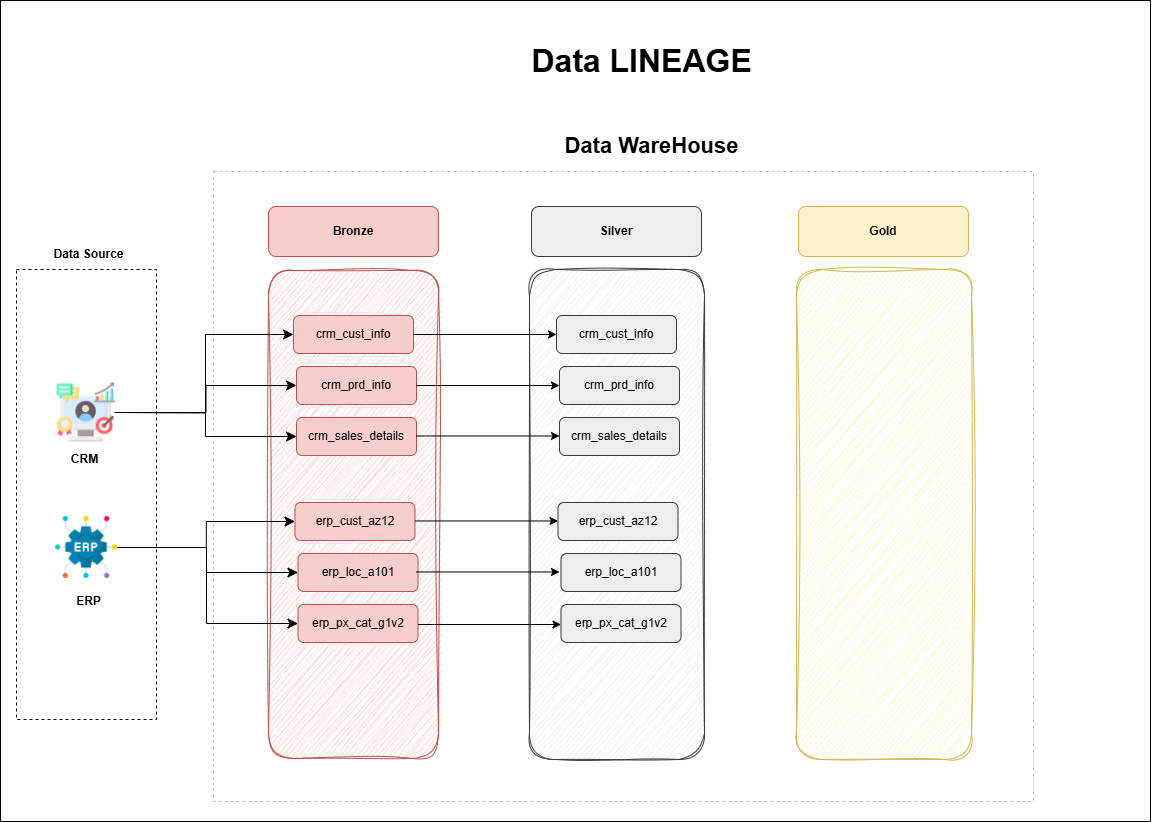 Data LINEAGE
Data WareHouse
Bronze
Silver
Gold
Data Source
crm_cust_info
crm_cust_info
crm_prd_info
crm_prd_info
crm_sales_details
crm_sales_details
CRM
erp_cust_az12
erp_cust_az12
ERP
erp_loc_a101
erp_loc_a101
ERP
erp_px_cat_g1v2
erp_px_cat_g1v2